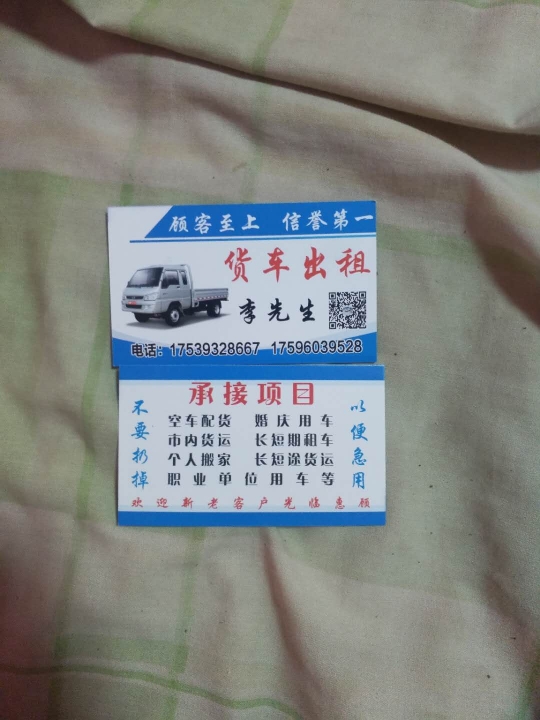 顾客至上 信誉第一
货车出租
李先生
电话：17539328667 17596039528
承接项目
不要扔掉
以便急用
空车配货 婚庆用车
市内货运 长短期租车
个人搬家 长短途货运
职业单位用车等
欢迎新老客户光临惠顾